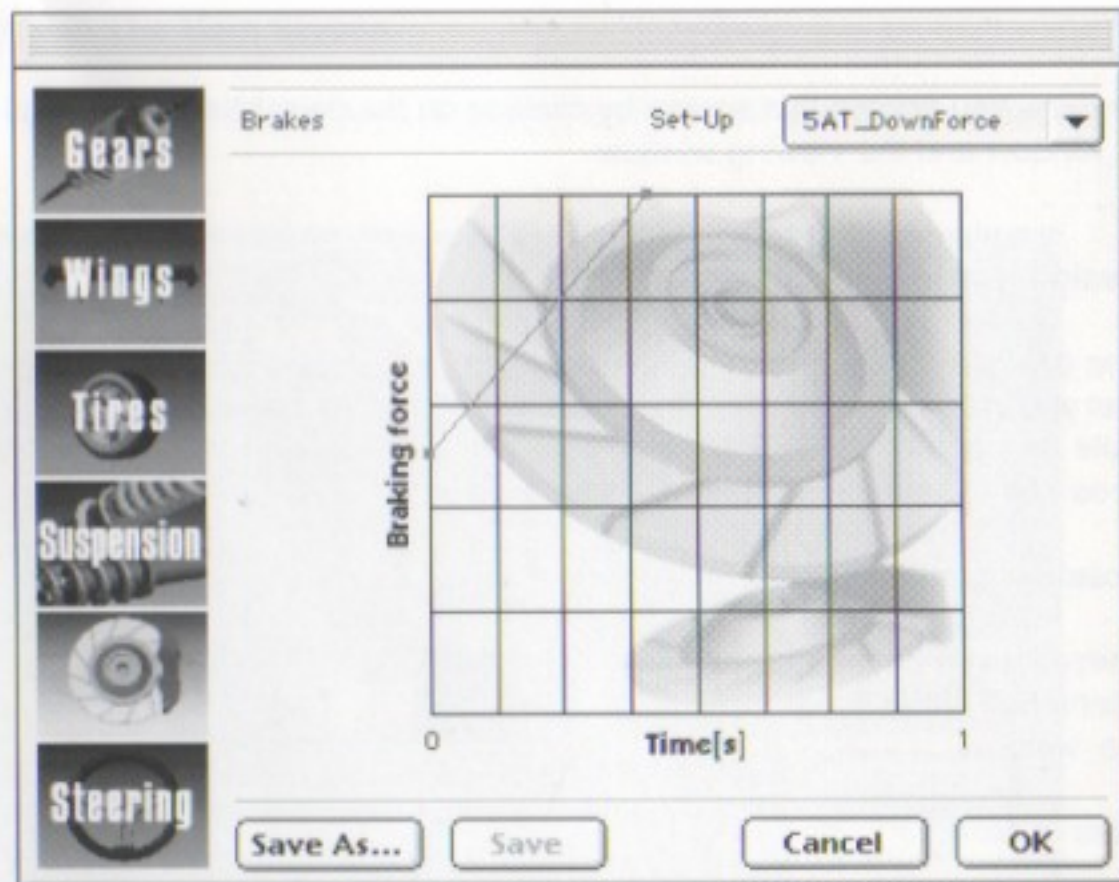 Gears
Wings
Tires
Suspension
Steering
Brakes
Set-Up
5AT_DownForce
Braking force
0
Time[s]
1
Save As...
Save
Cancel
OK